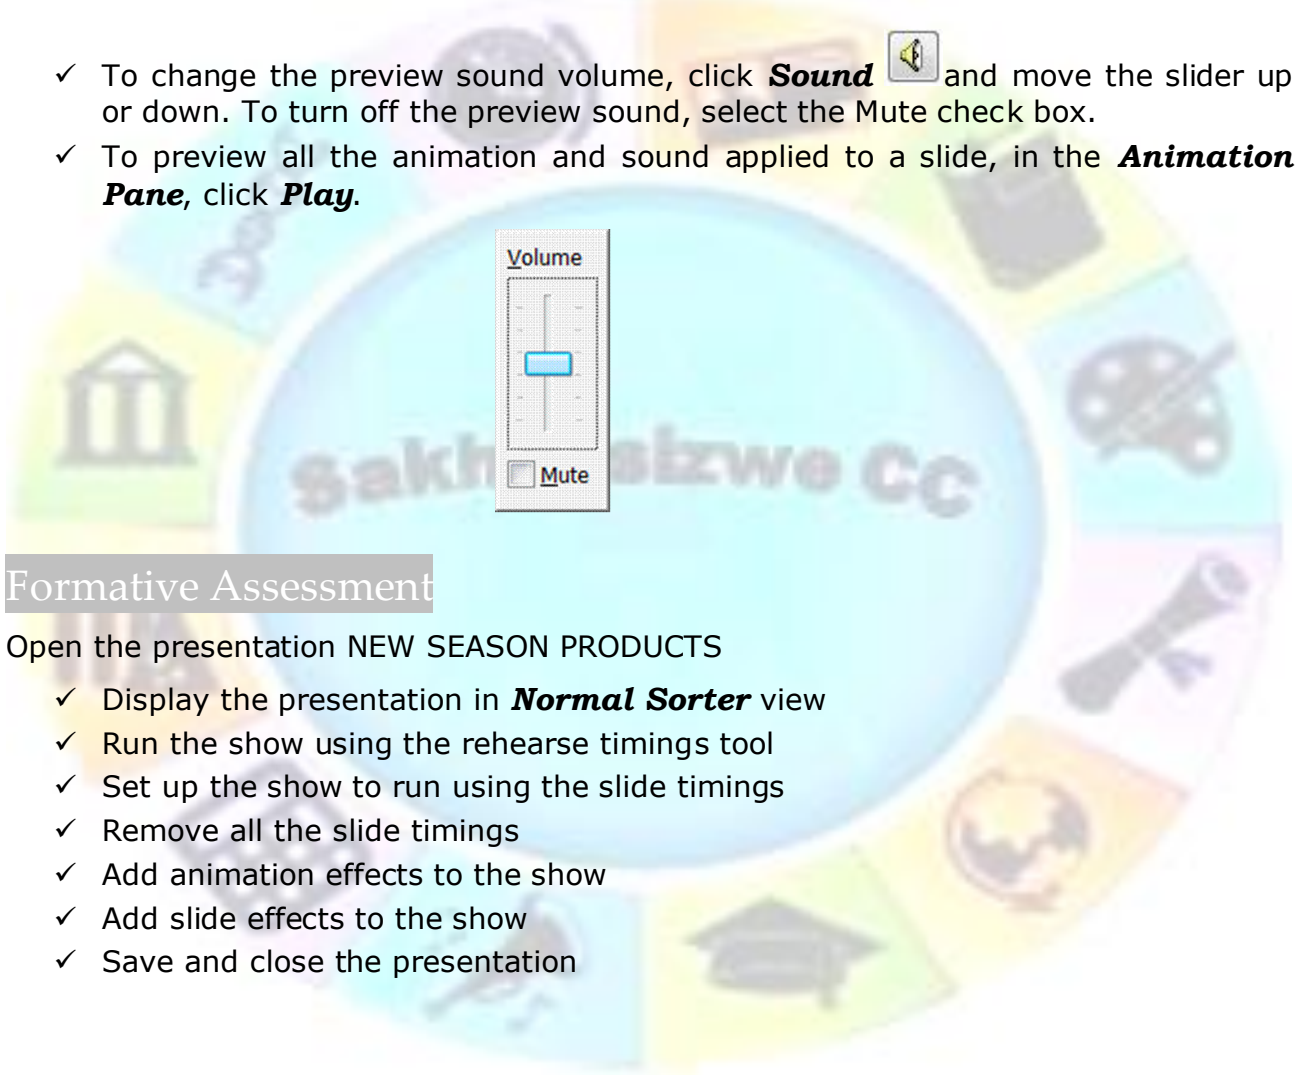 ✓ To change the preview sound volume, click Sound and move the slider up
or down. To turn off the preview sound, select the Mute check box.
✓ To preview all the animation and sound applied to a slide, in the Animation
Pane, click Play.
Volume
Mute
Formative Assessment
Open the presentation NEW SEASON PRODUCTS
✓ Display the presentation in Normal Sorter view
✓ Run the show using the rehearse timings tool
✓ Set up the show to run using the slide timings
✓ Remove all the slide timings
✓ Add animation effects to the show
✓ Add slide effects to the show
✓ Save and close the presentation